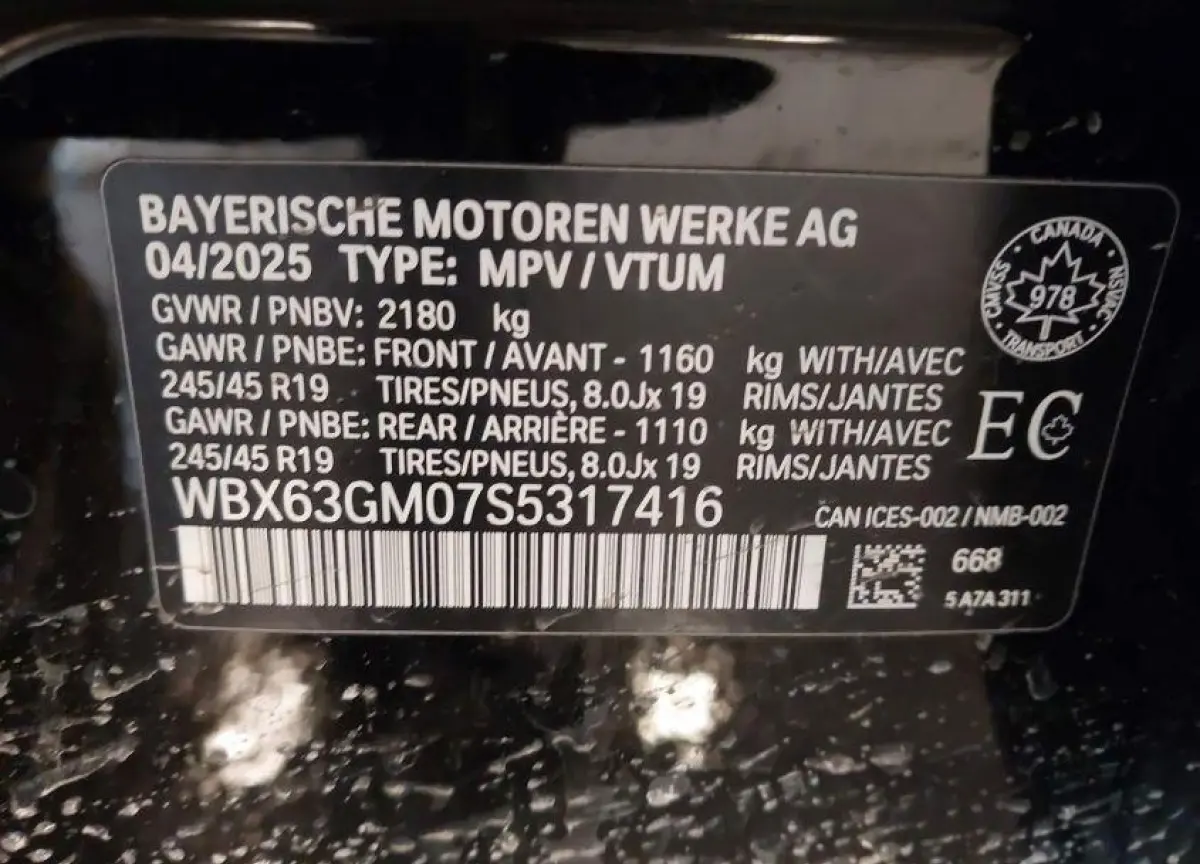 BAYERISCHE MOTOREN WERKE AG
04/2025 TYPE: MPV / VTUM
GVWR / PNBV: 2180 kg
GAWR / PNBE: FRONT / AVANT - 1160 kg WITH/AVEC
245/45 R19 TIRES/PNEUS, 8.0Jx 19 RIMS/JANTES
GAWR / PNBE: REAR / ARRIÈRE - 1110 kg WITH/AVEC
245/45 R19 TIRES/PNEUS, 8.0Jx 19 RIMS/JANTES
WBX63GM07S5317416
CANADA
CMVSS 978 NSVAC
TRANSPORT
EC
CAN ICES-002 / NMB-002
668
5A7A311